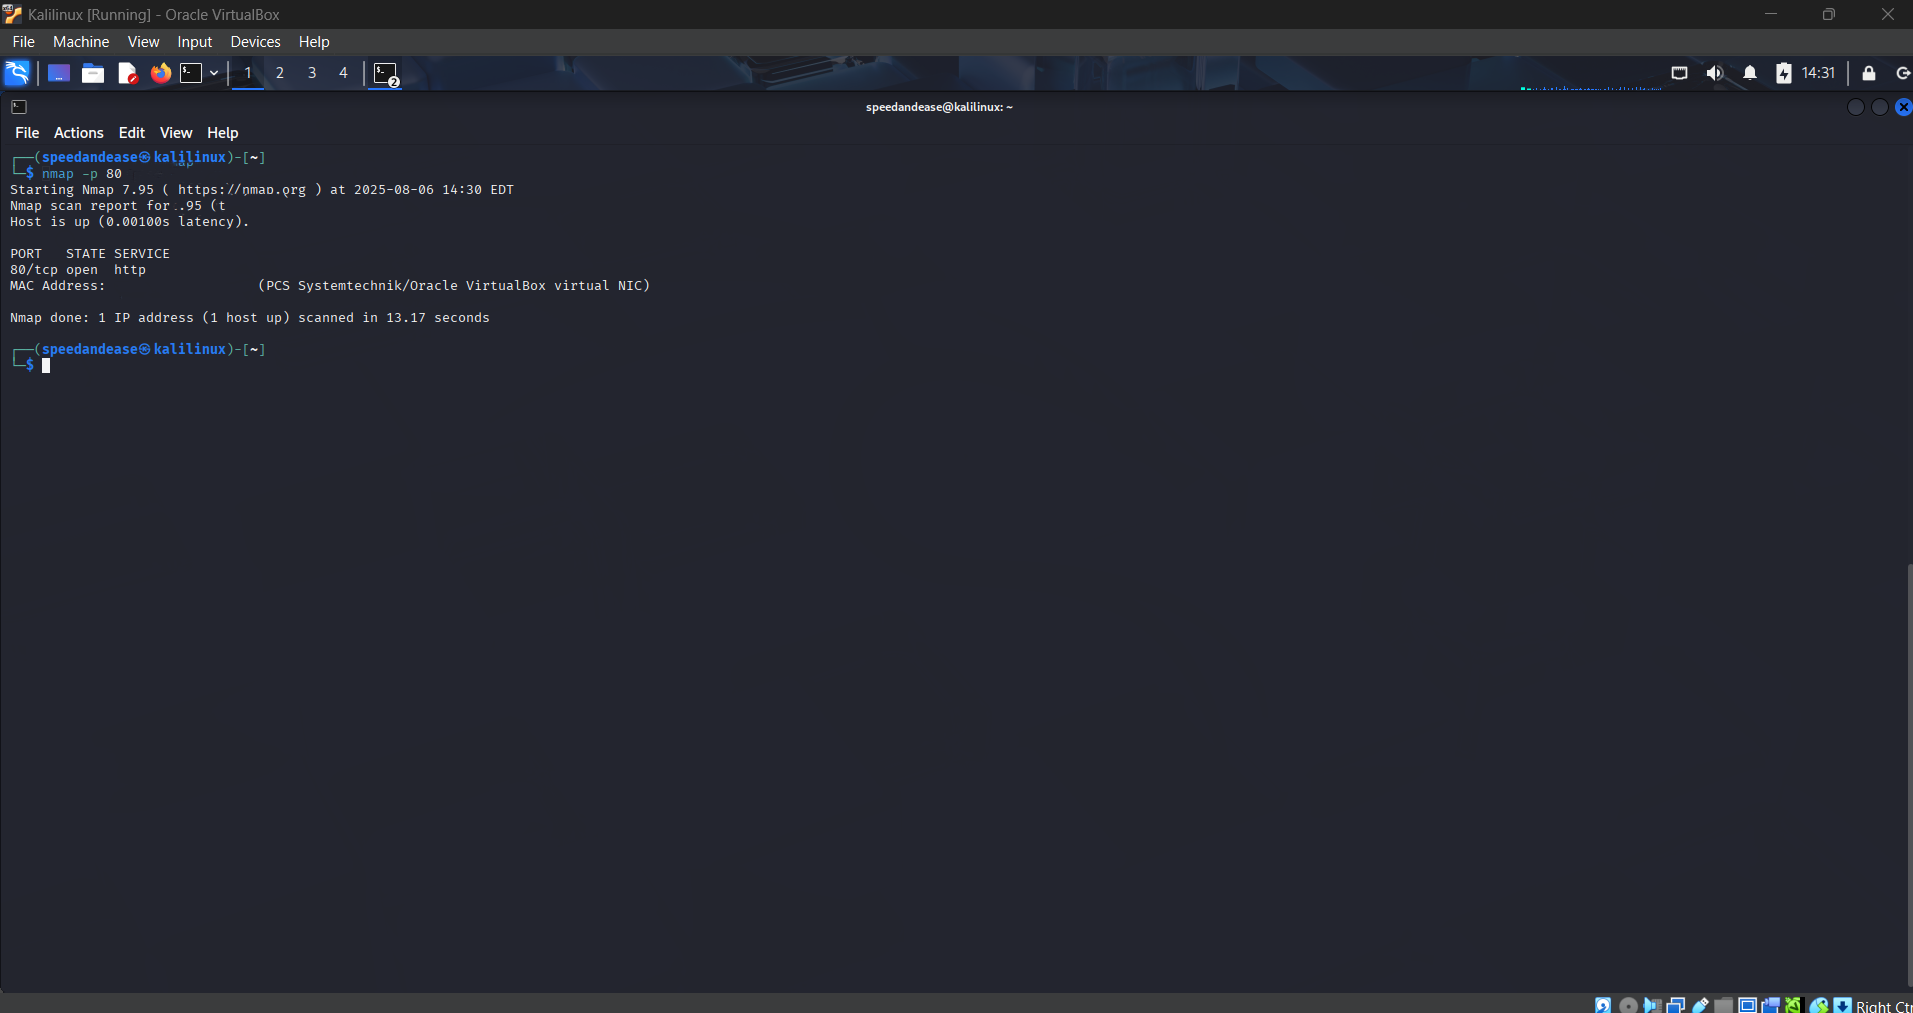 Kalilinux [Running] - Oracle VirtualBox
File Machine View Input Devices Help
1 2 3 4 2 14:31
speedandease@kalilinux: ~
File Actions Edit View Help
(speedandease㉿kalilinux)-[~]
$ nmap -p 80
Starting Nmap 7.95 ( https://nmap.org ) at 2025-08-06 14:30 EDT
Nmap scan report for .95 (t
Host is up (0.00100s latency).
PORT STATE SERVICE
80/tcp open http
MAC Address: (PCS Systemtechnik/Oracle VirtualBox virtual NIC)
Nmap done: 1 IP address (1 host up) scanned in 13.17 seconds
(speedandease㉿kalilinux)-[~]
$
Right Ctr